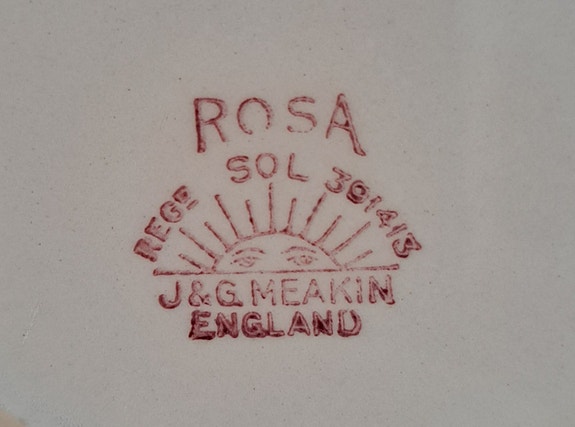 ROSA
SOL
REGD 391413
J&G MEAKIN
ENGLAND